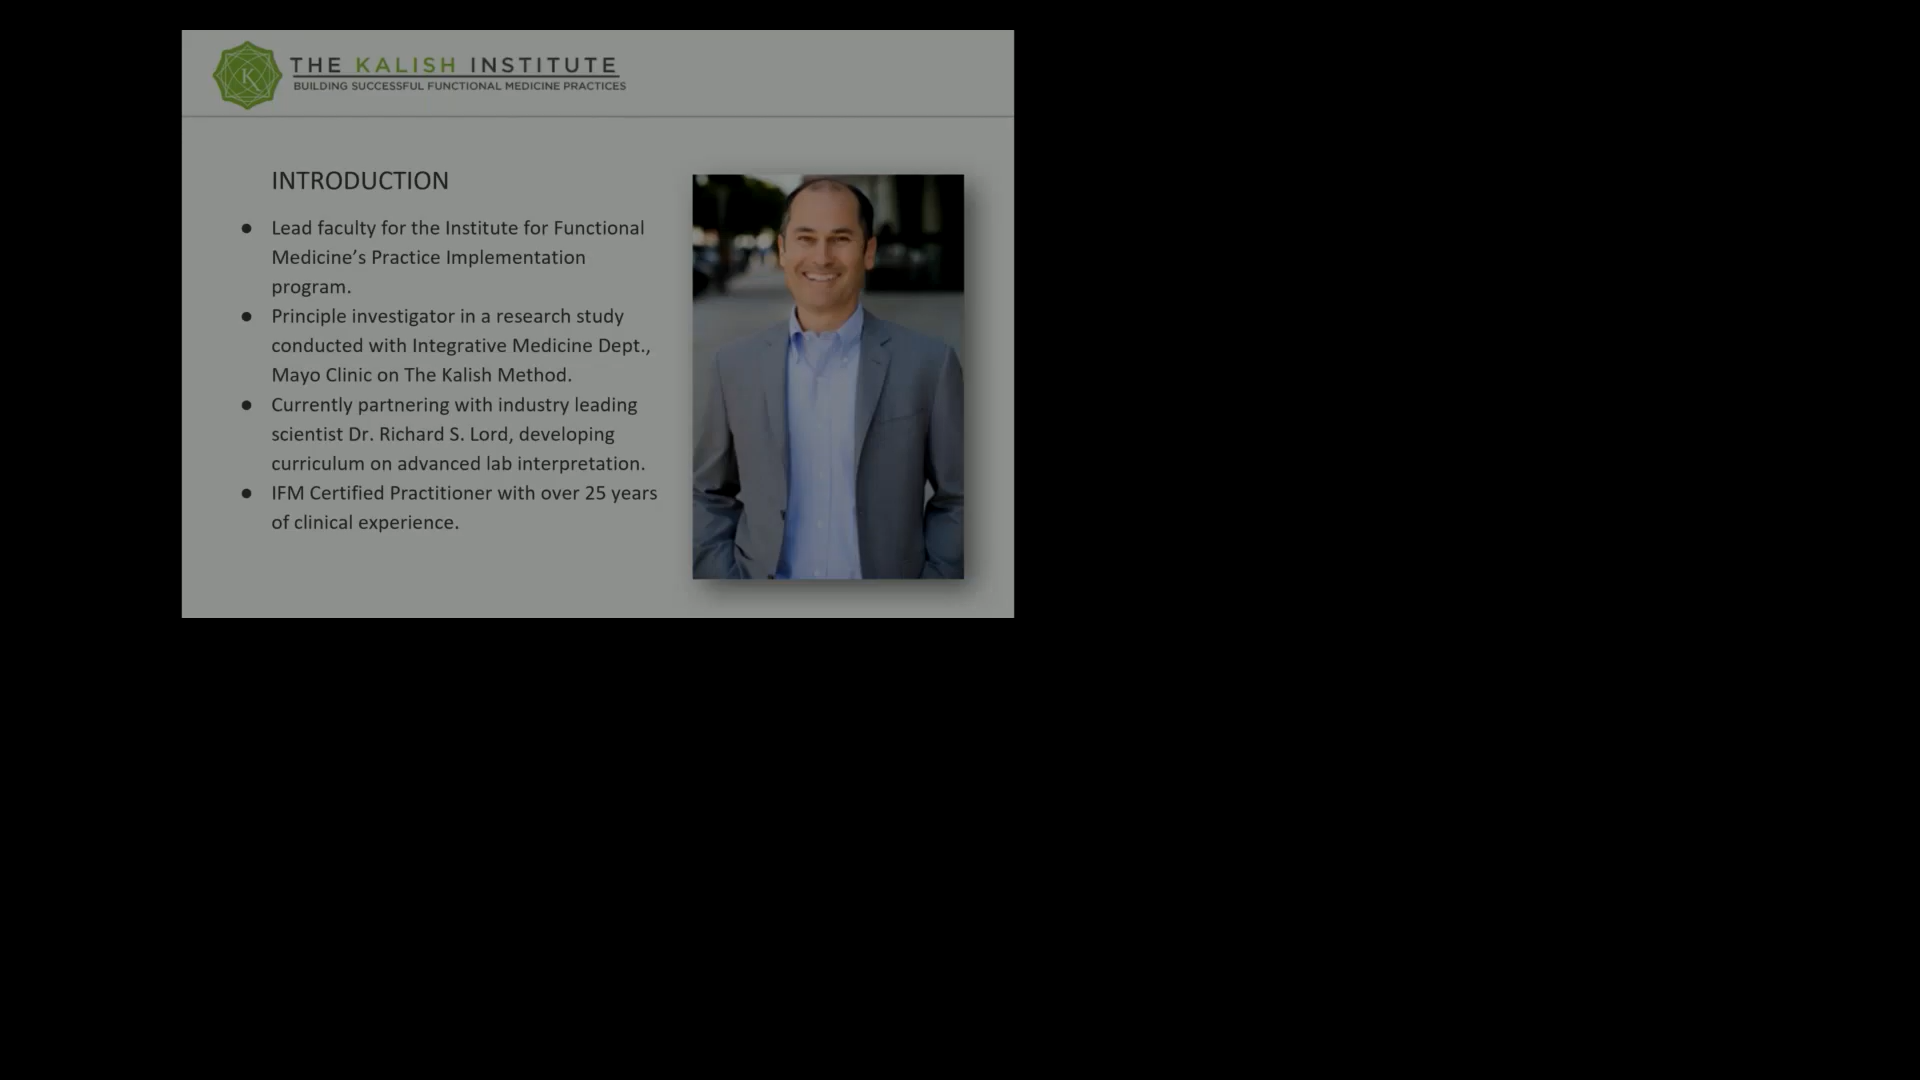 K
THE KALISH INSTITUTE
BUILDING SUCCESSFUL FUNCTIONAL MEDICINE PRACTICES
INTRODUCTION
● Lead faculty for the Institute for Functional
Medicine’s Practice Implementation
program.
● Principle investigator in a research study
conducted with Integrative Medicine Dept.,
Mayo Clinic on The Kalish Method.
● Currently partnering with industry leading
scientist Dr. Richard S. Lord, developing
curriculum on advanced lab interpretation.
● IFM Certified Practitioner with over 25 years
of clinical experience.